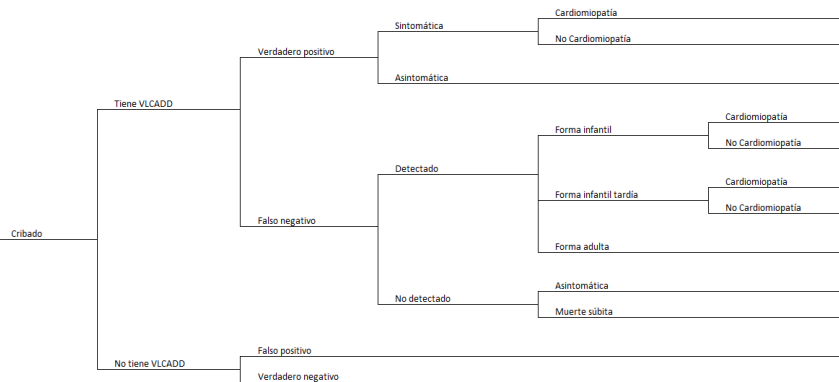 Cardiomiopatía
Sintomática
No Cardiomiopatía
Verdadero positivo
Asintomática
Tiene VLCADD
Cardiomiopatía
Forma infantil
No Cardiomiopatía
Detectado
Cardiomiopatía
Forma infantil tardía
No Cardiomiopatía
Falso negativo
Cribado
Forma adulta
Asintomática
No detectado
Muerte súbita
Falso positivo
No tiene VLCADD
Verdadero negativo